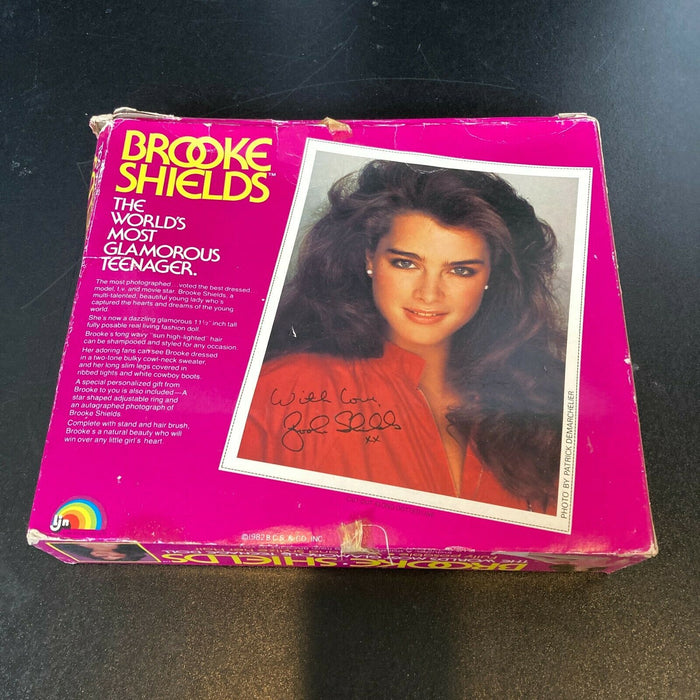 BROOKE
SHIELDS™
THE
WORLD'S
MOST
GLAMOROUS
TEENAGER.
The most photographed...voted the best dressed...
model, t.v. and movie star. Brooke Shields, a
multi-talented, beautiful young lady who's
captured the hearts and dreams of the young
world.
She's now a dazzling glamorous 11½" inch tall
fully posable real living fashion doll.
Brooke's long wavy "sun high-lighted" hair
can be shampooed and styled for any occasion.
Her adoring fans can see Brooke dressed
in a two-tone bulky cowl-neck sweater,
and her long slim legs covered in
ribbed tights and white cowboy boots.
A special personalized gift from
Brooke to you is also included—A
star shaped adjustable ring and
an autographed photograph of
Brooke Shields.
Complete with stand and hair brush,
Brooke's a natural beauty who will
win over any little girl's heart.
With Love,
Brooke Shields
xx
PHOTO BY PATRICK DEMARCHELIER
Ljn
©1982 B.C.S. & CO., INC.
BROOKE SHIELDS